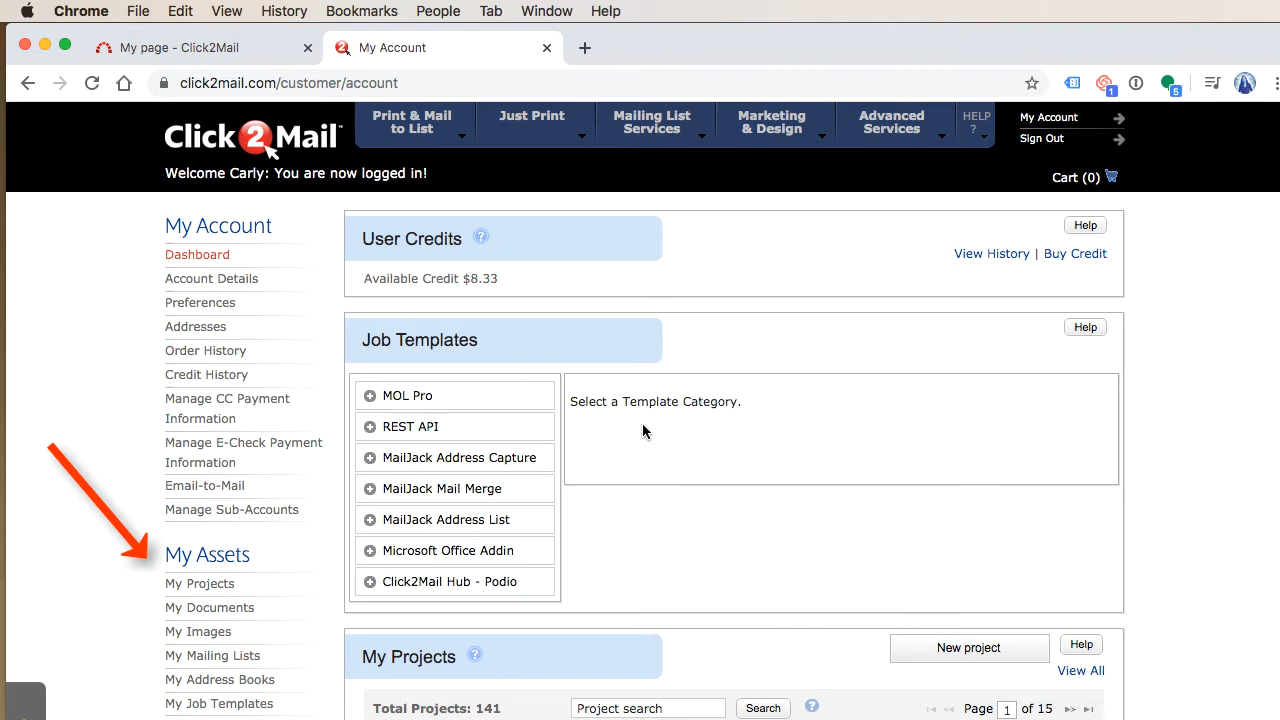 Chrome File Edit View History Bookmarks People Tab Window Help
My page - Click2Mail
My Account
click2mail.com/customer/account
1
5
Click2Mail™
Print & Mail
to List
Just Print
Mailing List
Services
Marketing
& Design
Advanced
Services
HELP
?
My Account
Sign Out
Welcome Carly: You are now logged in!
Cart (0)
My Account
Dashboard
Account Details
Preferences
Addresses
Order History
Credit History
Manage CC Payment
Information
Manage E-Check Payment
Information
Email-to-Mail
Manage Sub-Accounts
My Assets
My Projects
My Documents
My Images
My Mailing Lists
My Address Books
My Job Templates
User Credits ?
Help
View History | Buy Credit
Available Credit $8.33
Job Templates
Help
MOL Pro
REST API
MailJack Address Capture
MailJack Mail Merge
MailJack Address List
Microsoft Office Addin
Click2Mail Hub - Podio
Select a Template Category.
My Projects ?
New project
Help
View All
Total Projects: 141
Project search
Search
?
Page 1 of 15